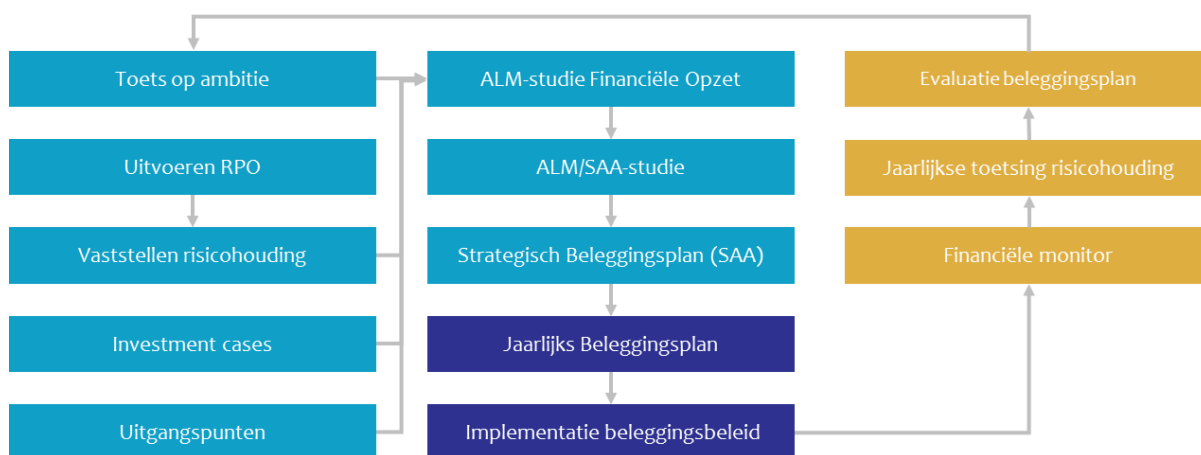 Toets op ambitie
Uitvoeren RPO
Vaststellen risicohouding
Investment cases
Uitgangspunten
ALM-studie Financiële Opzet
ALM/SAA-studie
Strategisch Beleggingsplan (SAA)
Jaarlijks Beleggingsplan
Implementatie beleggingsbeleid
Evaluatie beleggingsplan
Jaarlijkse toetsing risicohouding
Financiële monitor